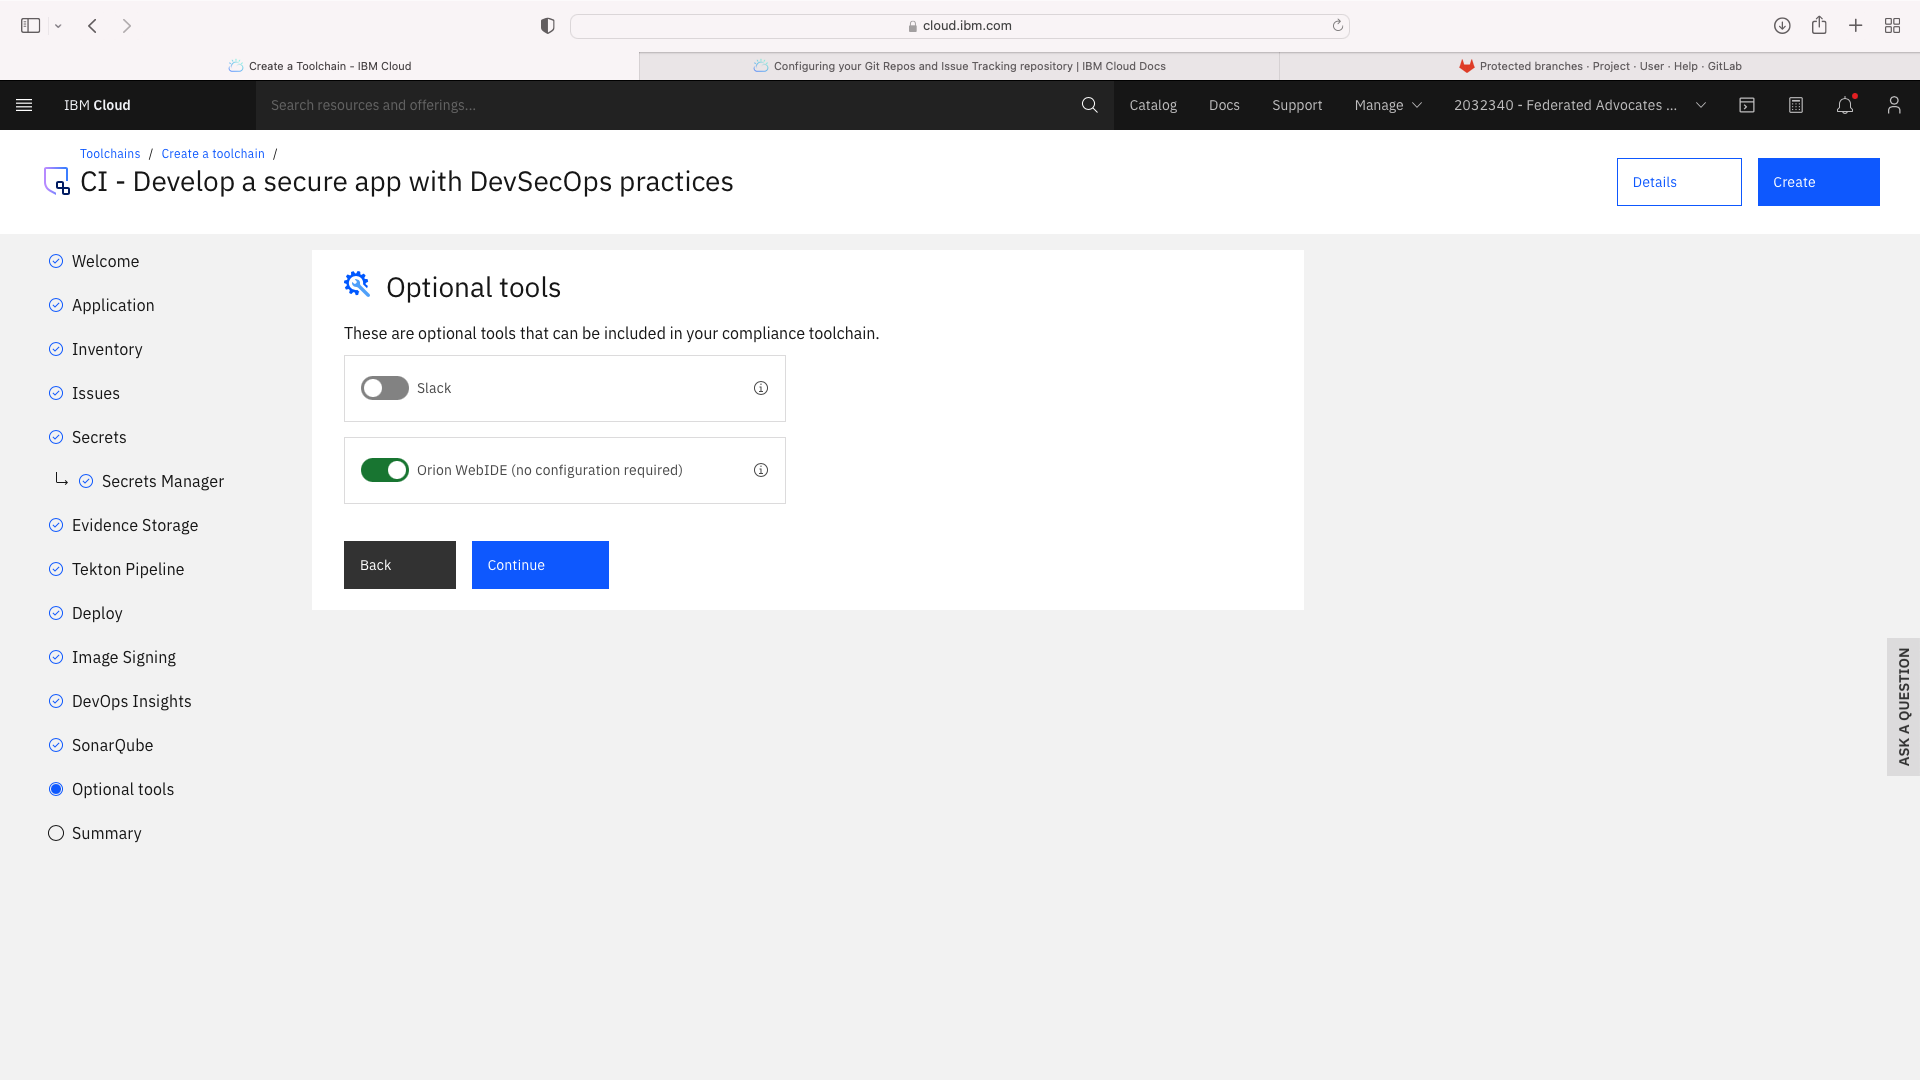 cloud.ibm.com
Create a Toolchain - IBM Cloud
Configuring your Git Repos and Issue Tracking repository | IBM Cloud Docs
Protected branches · Project · User · Help · GitLab
IBM Cloud
Search resources and offerings...
Catalog
Docs
Support
Manage
2032340 - Federated Advocates ...
Toolchains / Create a toolchain /
CI - Develop a secure app with DevSecOps practices
Details
Create
Welcome
Application
Inventory
Issues
Secrets
Secrets Manager
Evidence Storage
Tekton Pipeline
Deploy
Image Signing
DevOps Insights
SonarQube
Optional tools
Summary
Optional tools
These are optional tools that can be included in your compliance toolchain.
Slack
Orion WebIDE (no configuration required)
Back
Continue
ASK A QUESTION